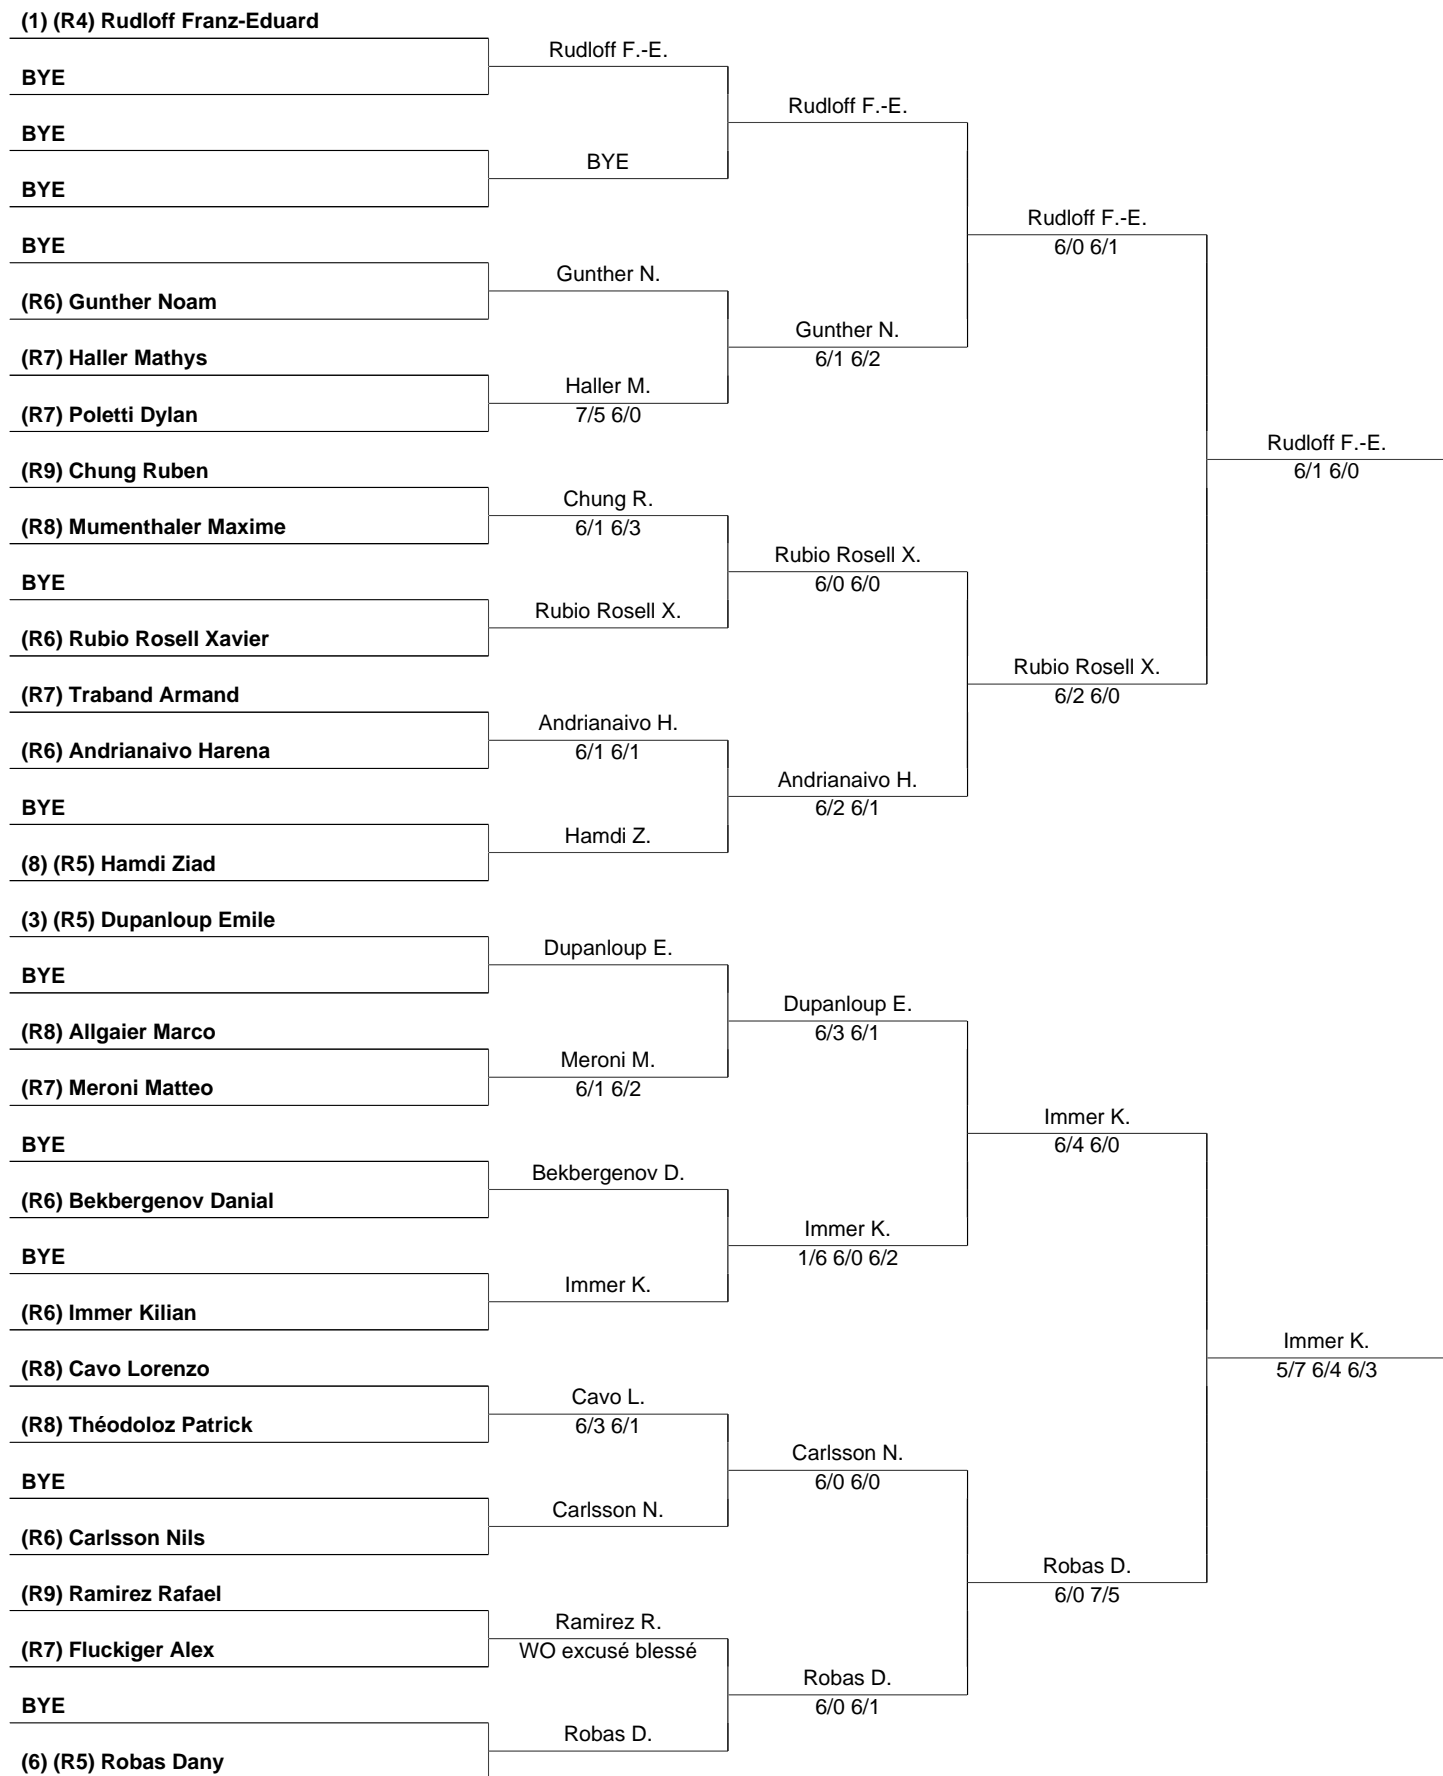 (1) (R4) Rudloff Franz-Eduard
Rudloff F.-E.
BYE
Rudloff F.-E.
BYE
BYE
BYE
Rudloff F.-E.
6/0 6/1
BYE
Gunther N.
(R6) Gunther Noam
Gunther N.
6/1 6/2
(R7) Haller Mathys
Haller M.
7/5 6/0
(R7) Poletti Dylan
Rudloff F.-E.
6/1 6/0
(R9) Chung Ruben
Chung R.
6/1 6/3
(R8) Mumenthaler Maxime
Rubio Rosell X.
6/0 6/0
BYE
Rubio Rosell X.
(R6) Rubio Rosell Xavier
Rubio Rosell X.
6/2 6/0
(R7) Traband Armand
Andrianaivo H.
6/1 6/1
(R6) Andrianaivo Harena
Andrianaivo H.
6/2 6/1
BYE
Hamdi Z.
(8) (R5) Hamdi Ziad
(3) (R5) Dupanloup Emile
Dupanloup E.
BYE
Dupanloup E.
6/3 6/1
(R8) Allgaier Marco
Meroni M.
6/1 6/2
(R7) Meroni Matteo
Immer K.
6/4 6/0
BYE
Bekbergenov D.
(R6) Bekbergenov Danial
Immer K.
1/6 6/0 6/2
BYE
Immer K.
(R6) Immer Kilian
Immer K.
5/7 6/4 6/3
(R8) Cavo Lorenzo
Cavo L.
6/3 6/1
(R8) Théodoloz Patrick
Carlsson N.
6/0 6/0
BYE
Carlsson N.
(R6) Carlsson Nils
Robas D.
6/0 7/5
(R9) Ramirez Rafael
Ramirez R.
WO excusé blessé
(R7) Fluckiger Alex
Robas D.
6/0 6/1
BYE
Robas D.
(6) (R5) Robas Dany